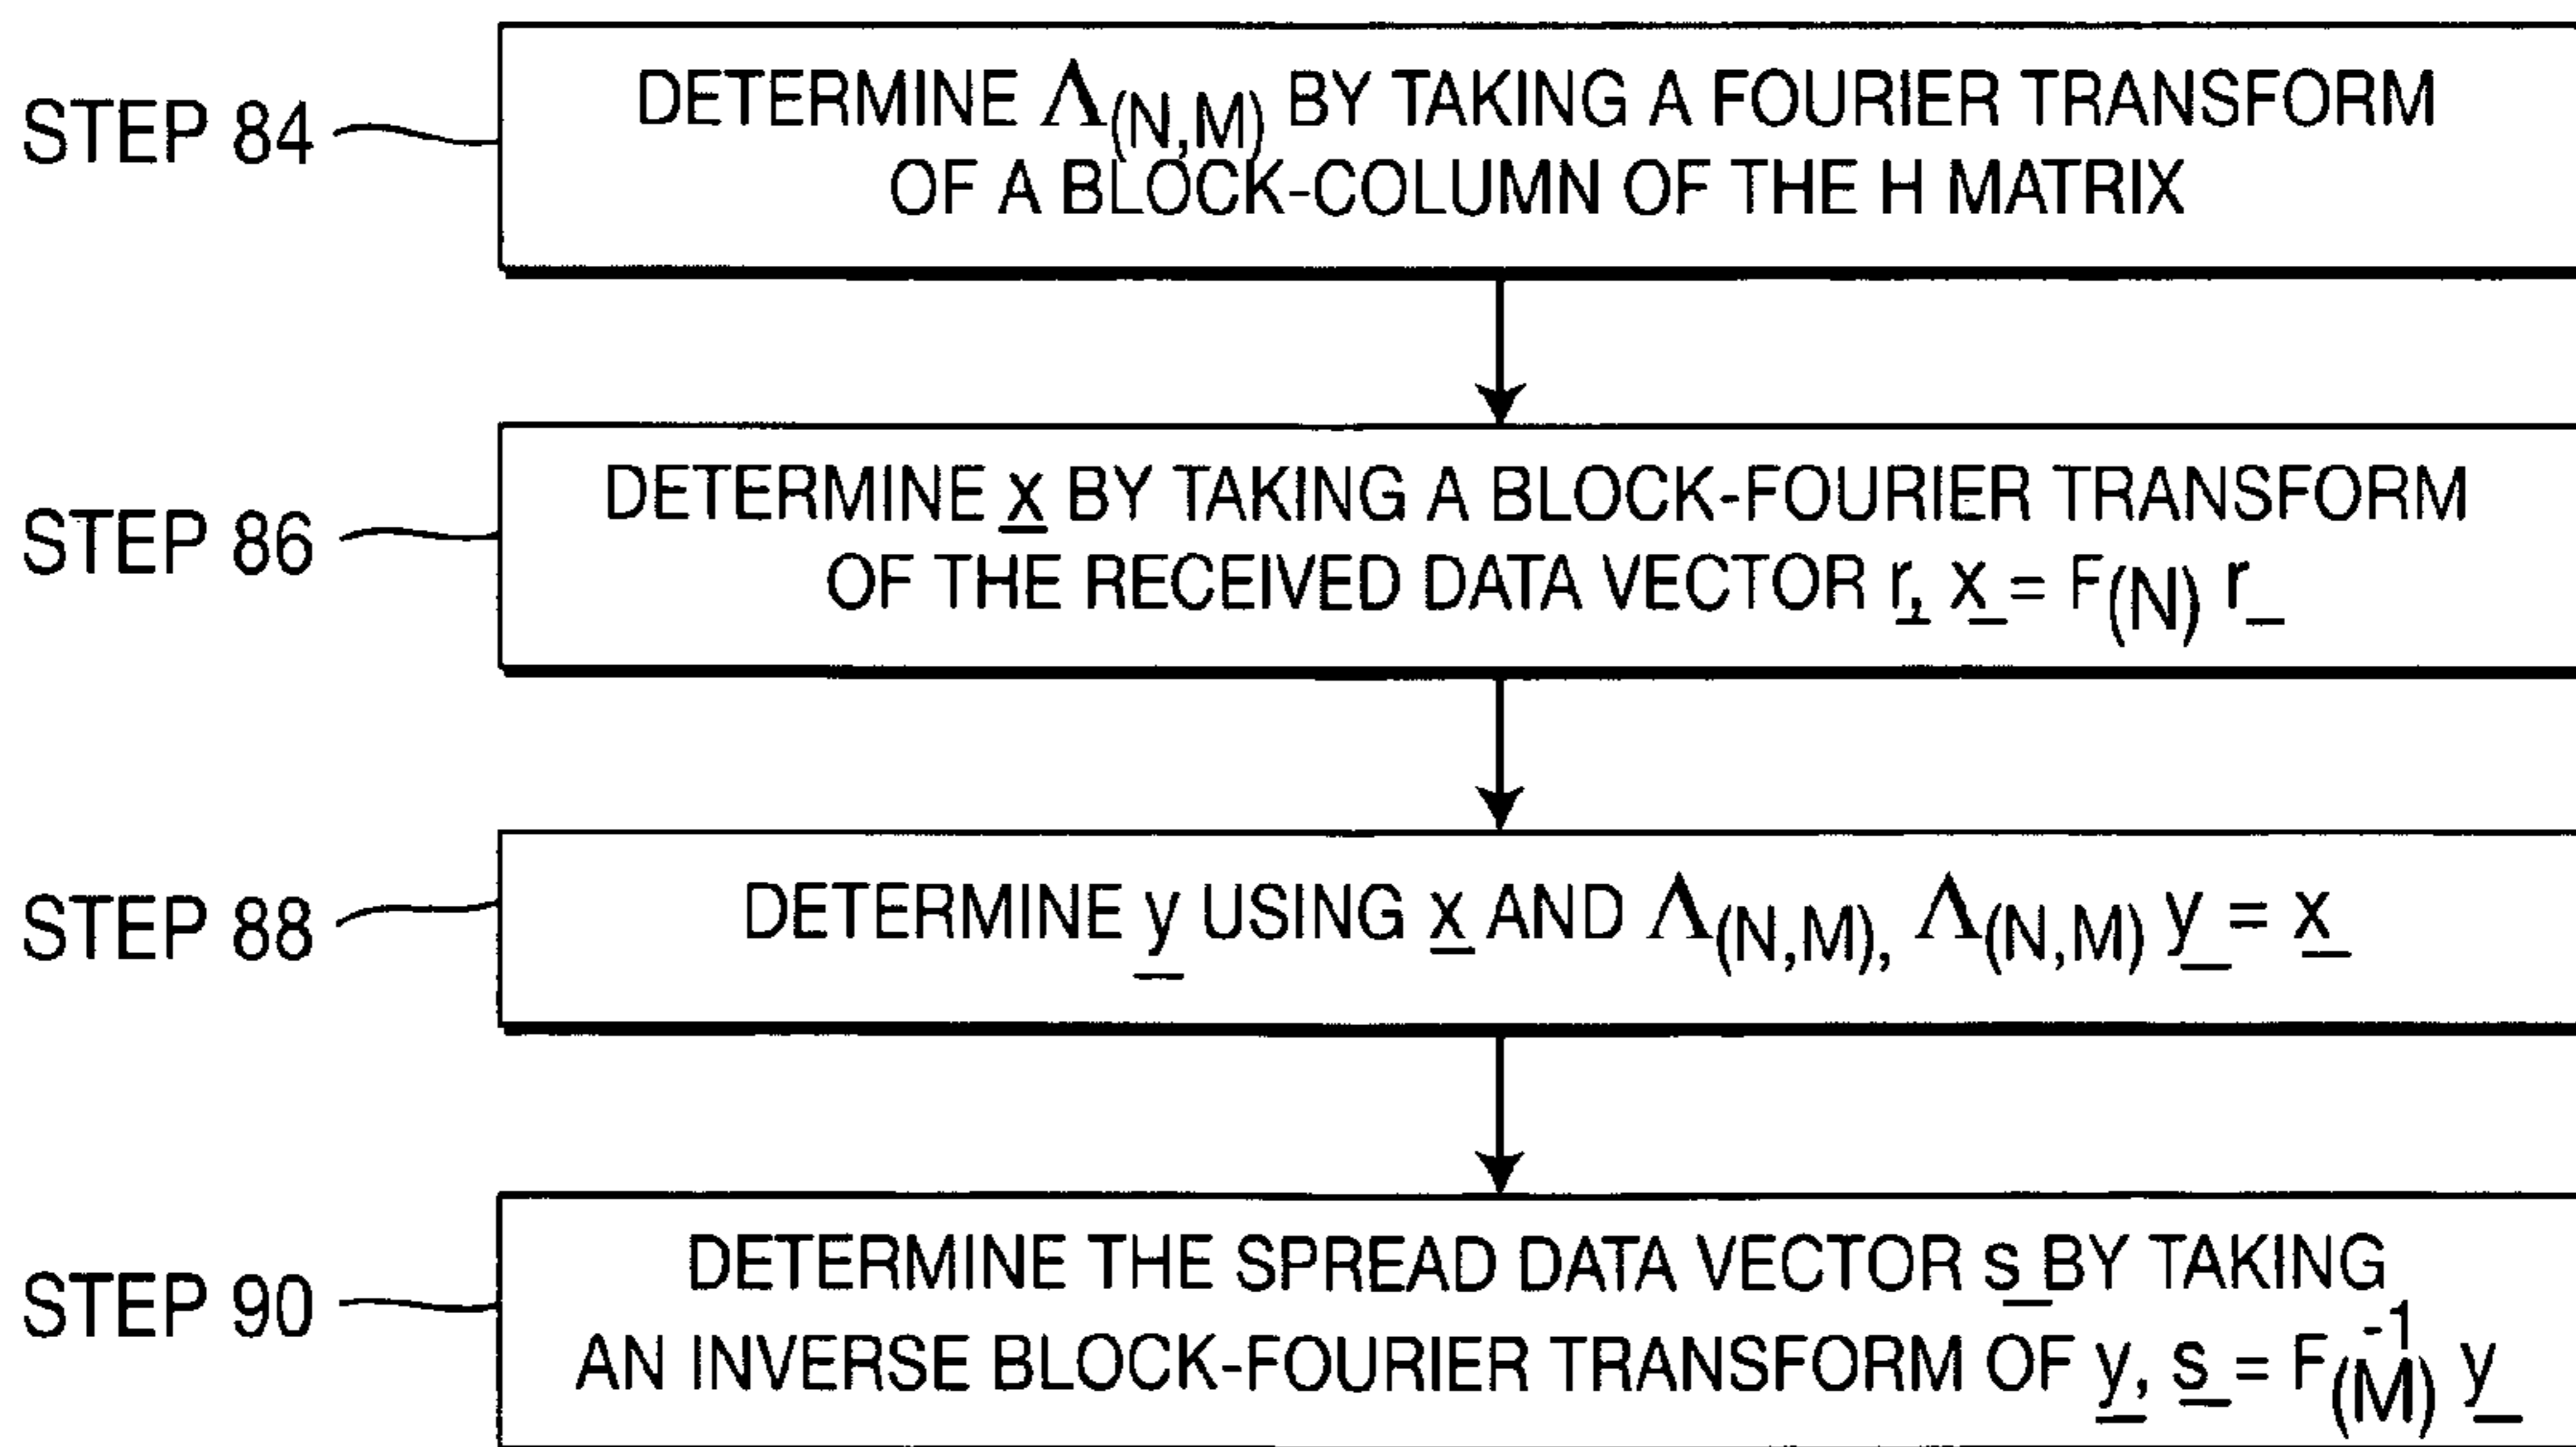 STEP 84
DETERMINE Λ(N,M) BY TAKING A FOURIER TRANSFORM
OF A BLOCK-COLUMN OF THE H MATRIX
STEP 86
DETERMINE x BY TAKING A BLOCK-FOURIER TRANSFORM
OF THE RECEIVED DATA VECTOR r, x = F(N) r
STEP 88
DETERMINE y USING x AND Λ(N,M), Λ(N,M) y = x
STEP 90
DETERMINE THE SPREAD DATA VECTOR s BY TAKING
AN INVERSE BLOCK-FOURIER TRANSFORM OF y, s = F(M)-1 y